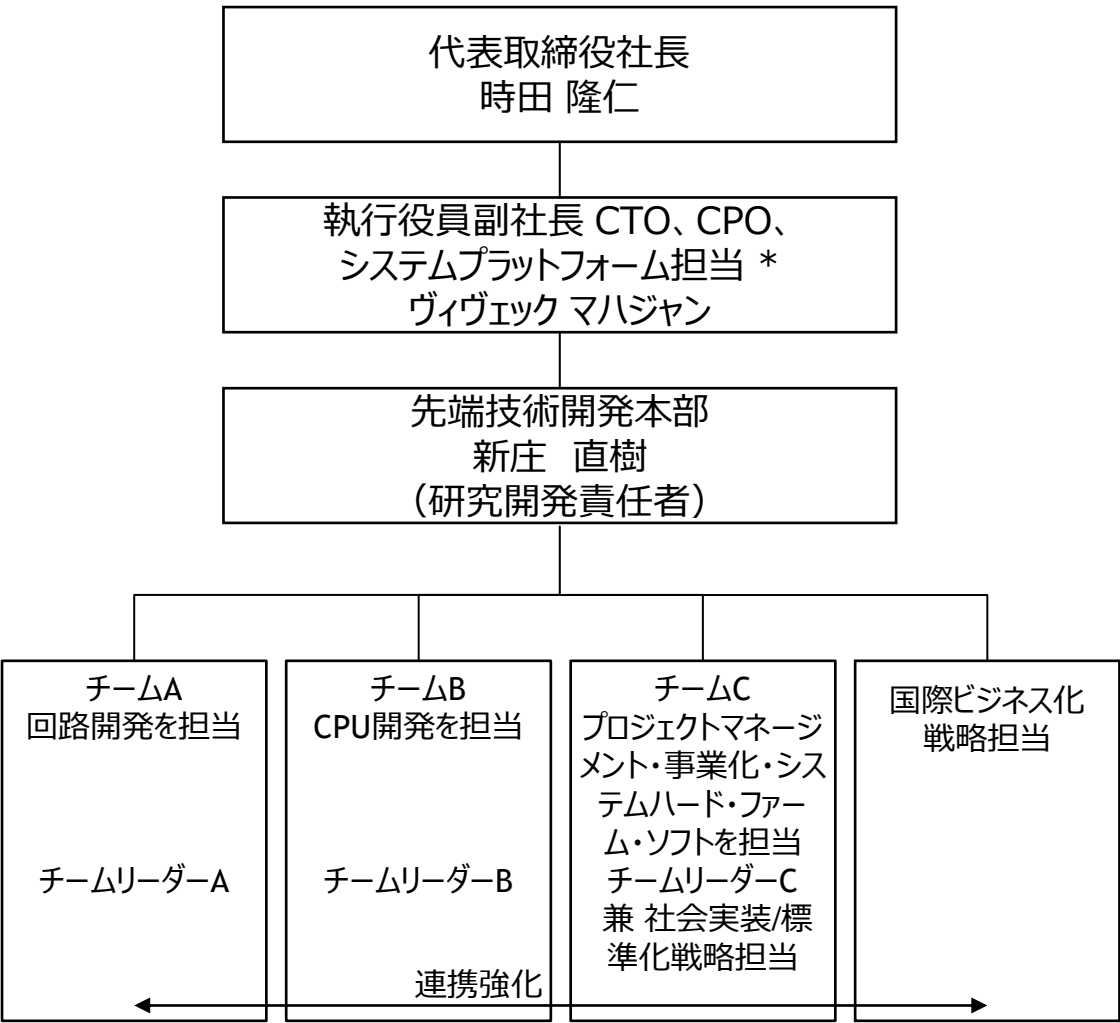 代表取締役社長
時田 隆仁
執行役員副社長 CTO、CPO、
システムプラットフォーム担当 *
ヴィヴェック マハジャン
先端技術開発本部
新庄　直樹
（研究開発責任者）
チームA
回路開発を担当
チームリーダーA
チームB
CPU開発を担当
チームリーダーB
チームC
プロジェクトマネージ
メント・事業化・シス
テムハード・ファー
ム・ソフトを担当
チームリーダーC
兼 社会実装/標
準化戦略担当
国際ビジネス化
戦略担当
連携強化